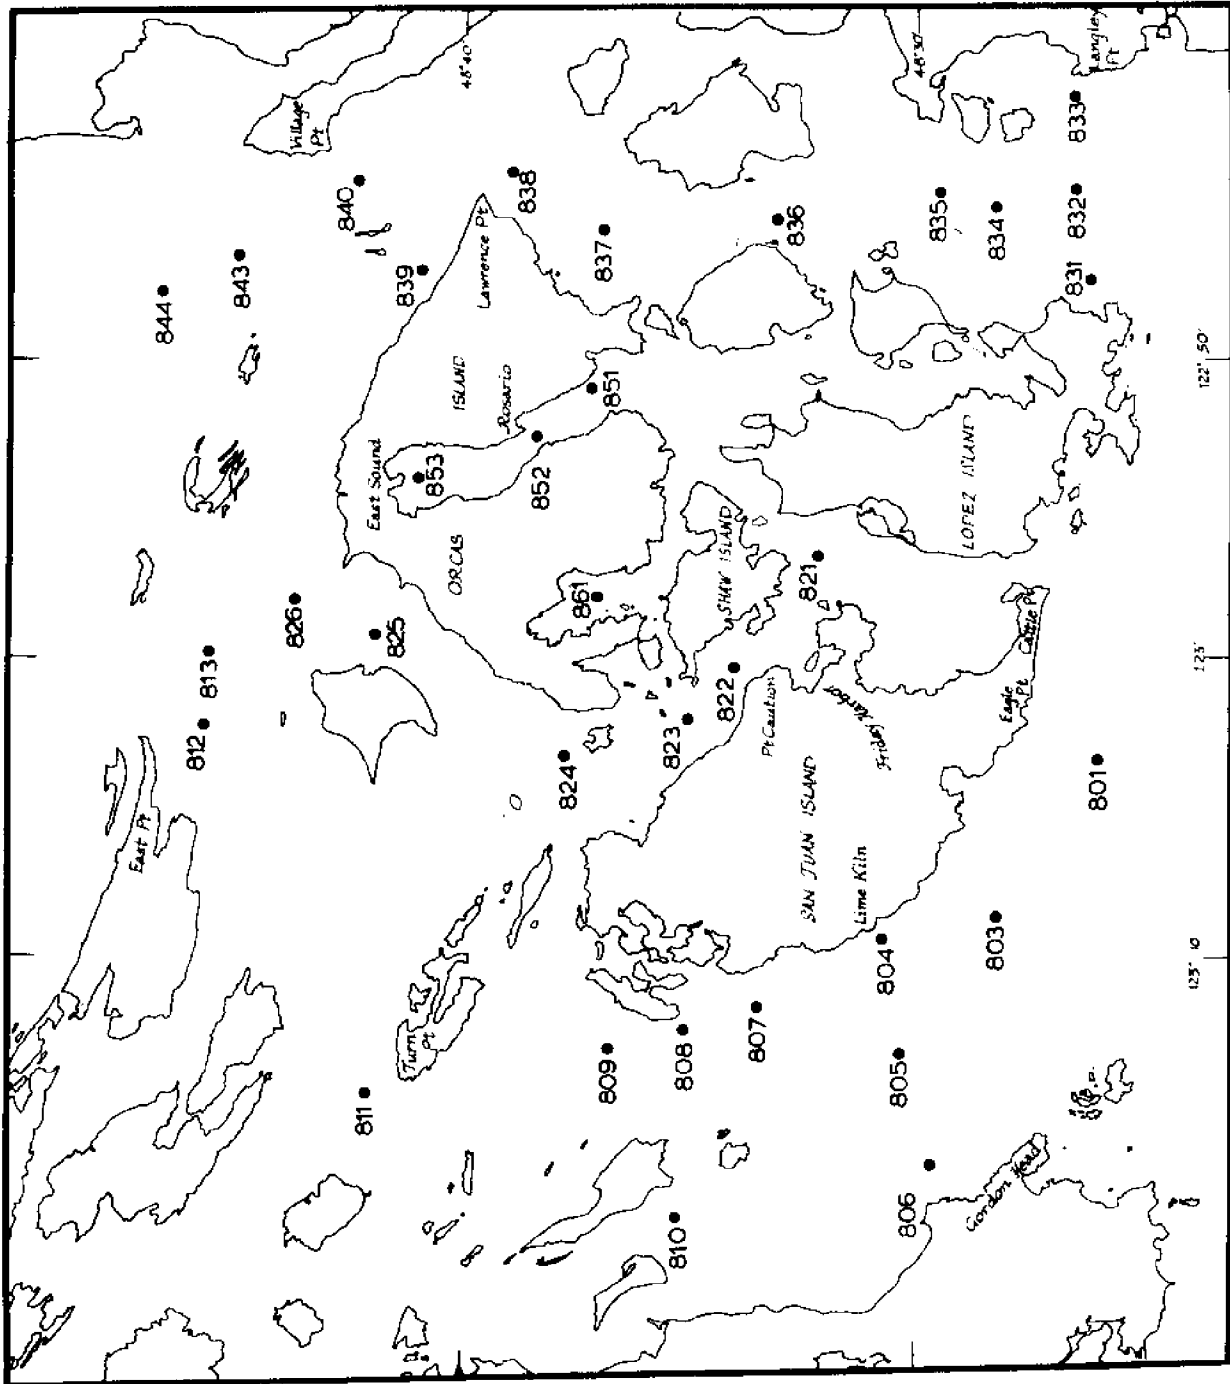 East Pt
844
812
813
843
826
Village
Pt
811
825
840
839
Turn
Pt
East Sound
853
ORCAS
ISLAND
48° 40'
Lawrence Pt
Rosario
838
852
824
861
851
837
809
823
810
808
822
SHAW ISLAND
807
Pt Caution
836
SAN JUAN ISLAND
821
Lime Kiln
Friday Harbor
804
805
806
48° 30'
835
LOPEZ ISLAND
803
Gordon Head
Eagle
Pt
Cattle Pt
834
801
831
832
833
Langley
Pt
123° 10'
123°
122° 50'